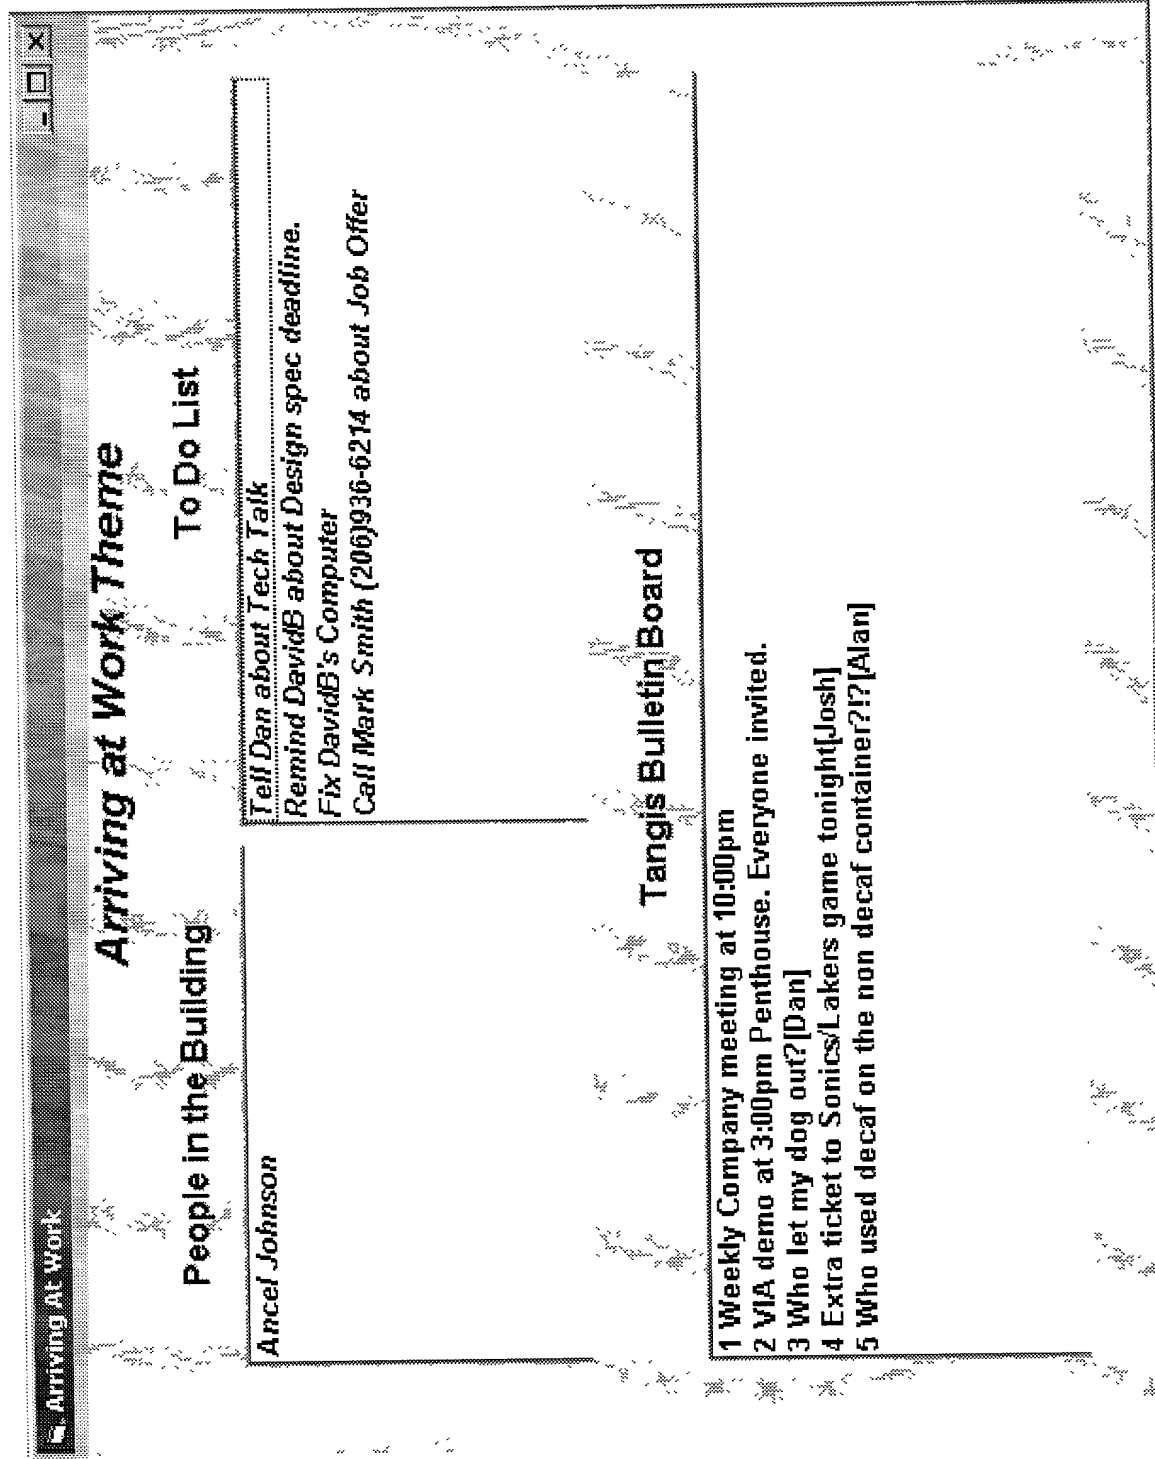 Arriving At Work
Arriving at Work Theme
People in the Building
Ancel Johnson
To Do List
Tell Dan about Tech Talk
Remind DavidB about Design spec deadline.
Fix DavidB's Computer
Call Mark Smith (206)936-6214 about Job Offer
Tangis Bulletin Board
1 Weekly Company meeting at 10:00pm
2 VIA demo at 3:00pm Penthouse. Everyone invited.
3 Who let my dog out?[Dan]
4 Extra ticket to Sonics/Lakers game tonight[Josh]
5 Who used decaf on the non decaf container?!?[Alan]